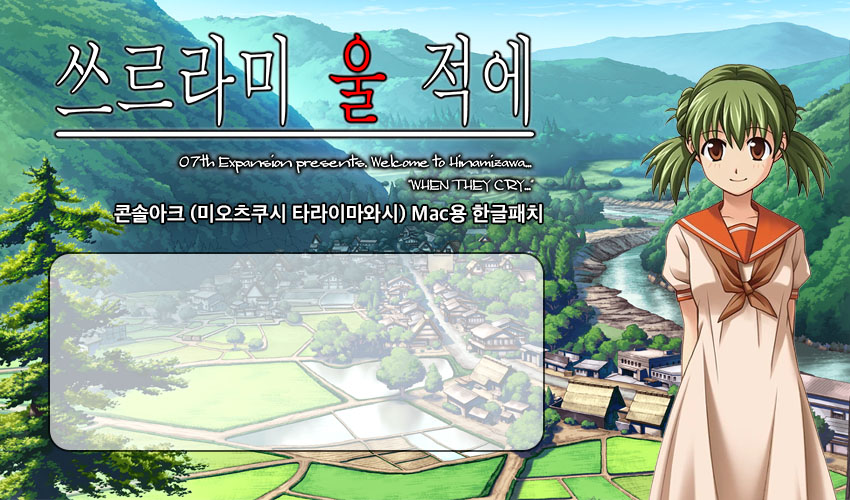 쓰르라미 울 적에
07th Expansion presents. Welcome to Hinamizawa...
"WHEN THEY CRY..."
콘솔아크 (미오츠쿠시 타라이마와시) Mac용 한글패치